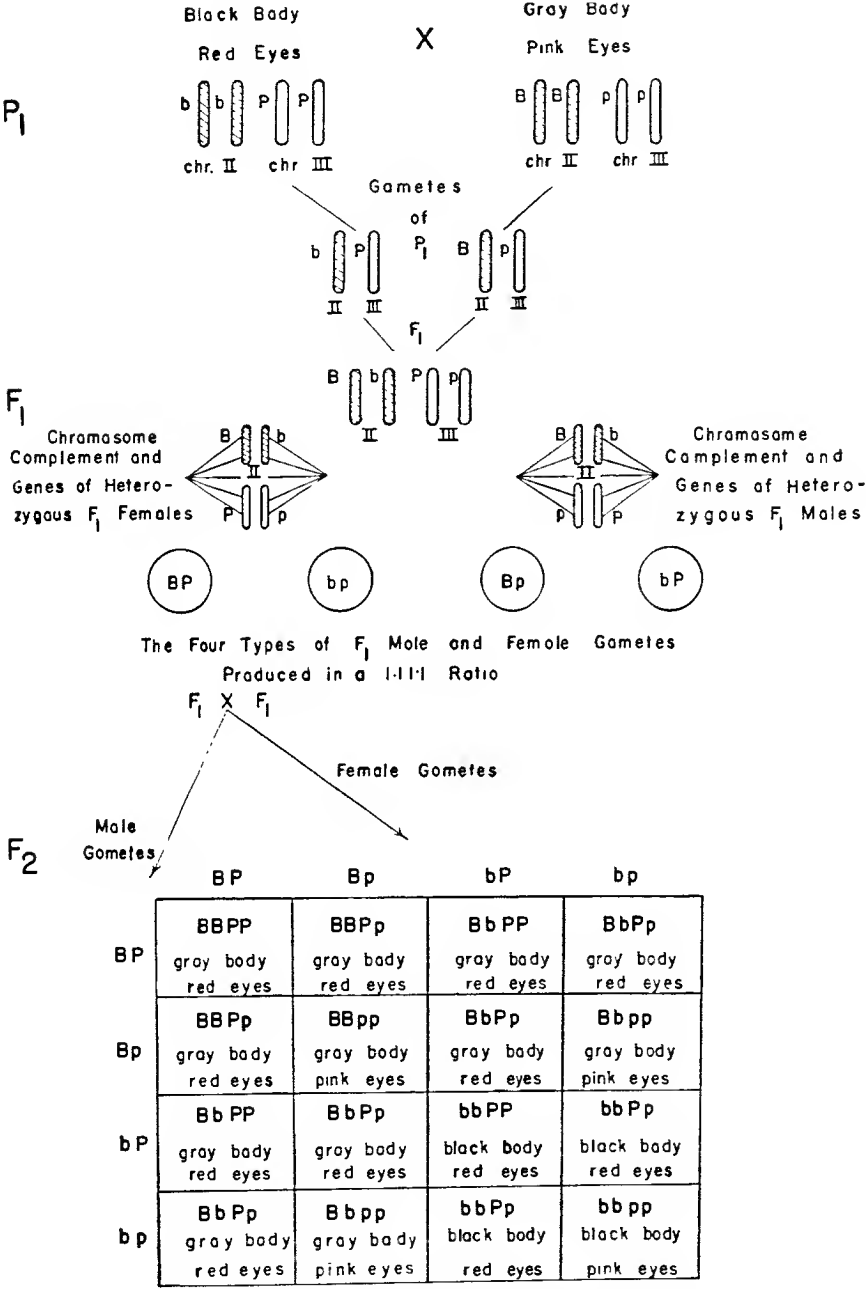 Black Body
Red Eyes
X
Gray Body
Pink Eyes
P1
b b P P
chr. II chr III
B B p p
chr II chr III
Gametes
of
P1
b P
II III
B p
II III
F1
B b P p
II III
F1
Chramasome
Complement and
Genes of Hetero-
zygaus F1 Females
B b
II
P p
B b
II
p P
Chramasome
Camplement and
Genes of Hetero-
zygous F1 Males
BP
bp
Bp
bP
The Four Types of F1 Mole and Female Gametes
Produced in a 1·1 1·1 Ratio
F1 X F1
Female Gometes
Male
Gometes
F2
BP Bp bP bp
BP
BBPP BBPp BbPP BbPp
gray body gray body gray body gray body
red eyes red eyes red eyes red eyes
Bp
BBPp BBpp BbPp Bbpp
gray body gray body gray body gray body
red eyes pink eyes red eyes pink eyes
bP
BbPP BbPp bbPP bbPp
gray body gray body black body black body
red eyes red eyes red eyes red eyes
bp
BbPp Bbpp bbPp bbpp
gray body gray body black body black body
red eyes pink eyes red eyes pink eyes